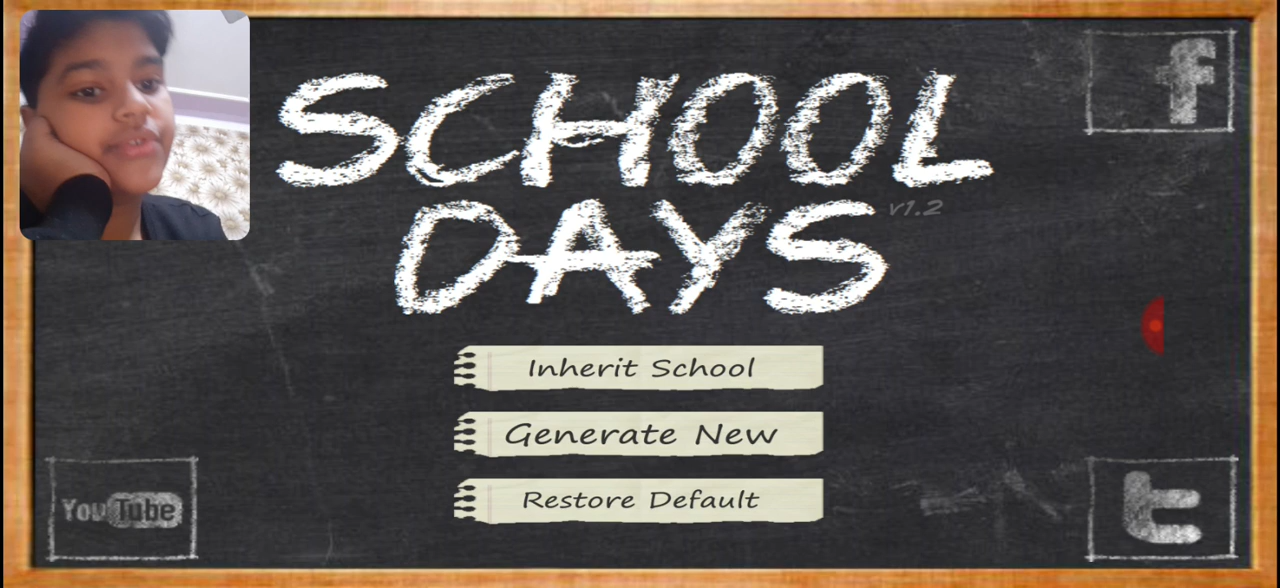 SCHOOL
DAYS
v1.2
Inherit School
Generate New
Restore Default
f
YouTube
t